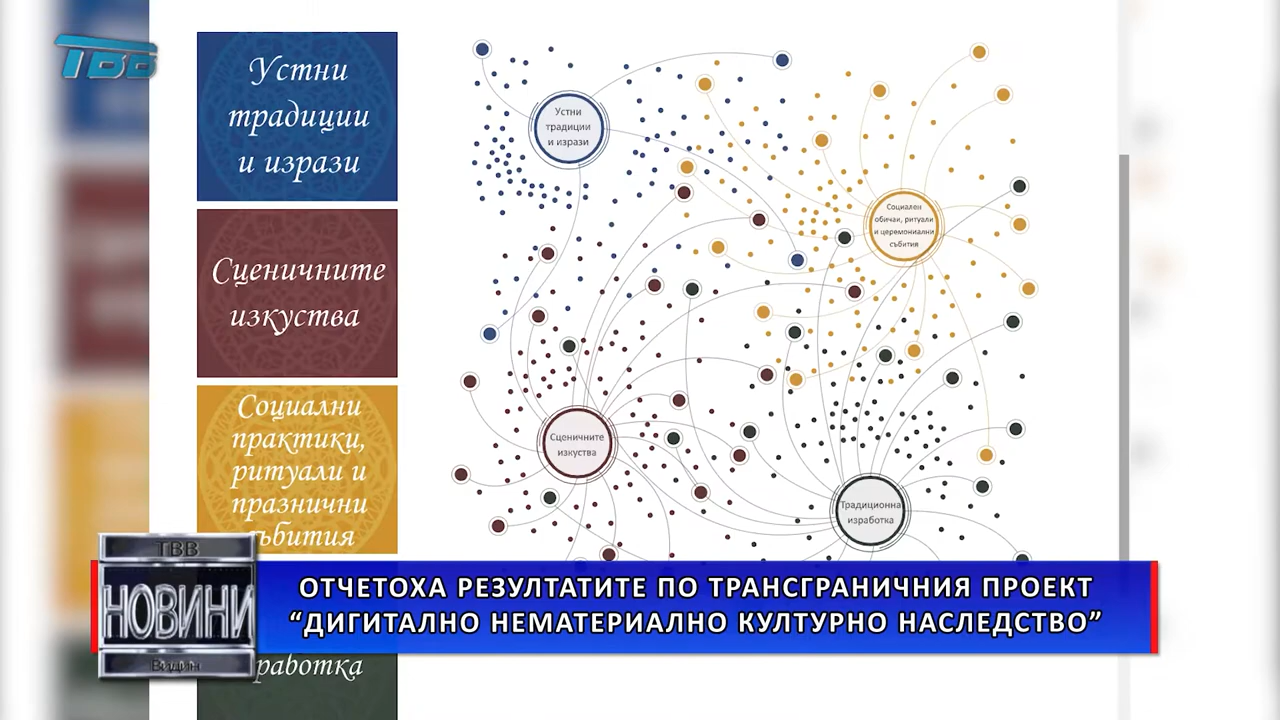 ТВВ
Устни
традиции
и изрази
Сценичните
изкуства
Социални
практики,
ритуали и
празнични
събития
работка
Устни
традиции
и изрази
Социален
обичаи, ритуали
и церемониални
събития
Сценичните
изкуства
Традиционна
изработка
ТВВ
НОВИНИ
Видин
ОТЧЕТОХА РЕЗУЛТАТИТЕ ПО ТРАНСГРАНИЧНИЯ ПРОЕКТ
“ДИГИТАЛНО НЕМАТЕРИАЛНО КУЛТУРНО НАСЛЕДСТВО”